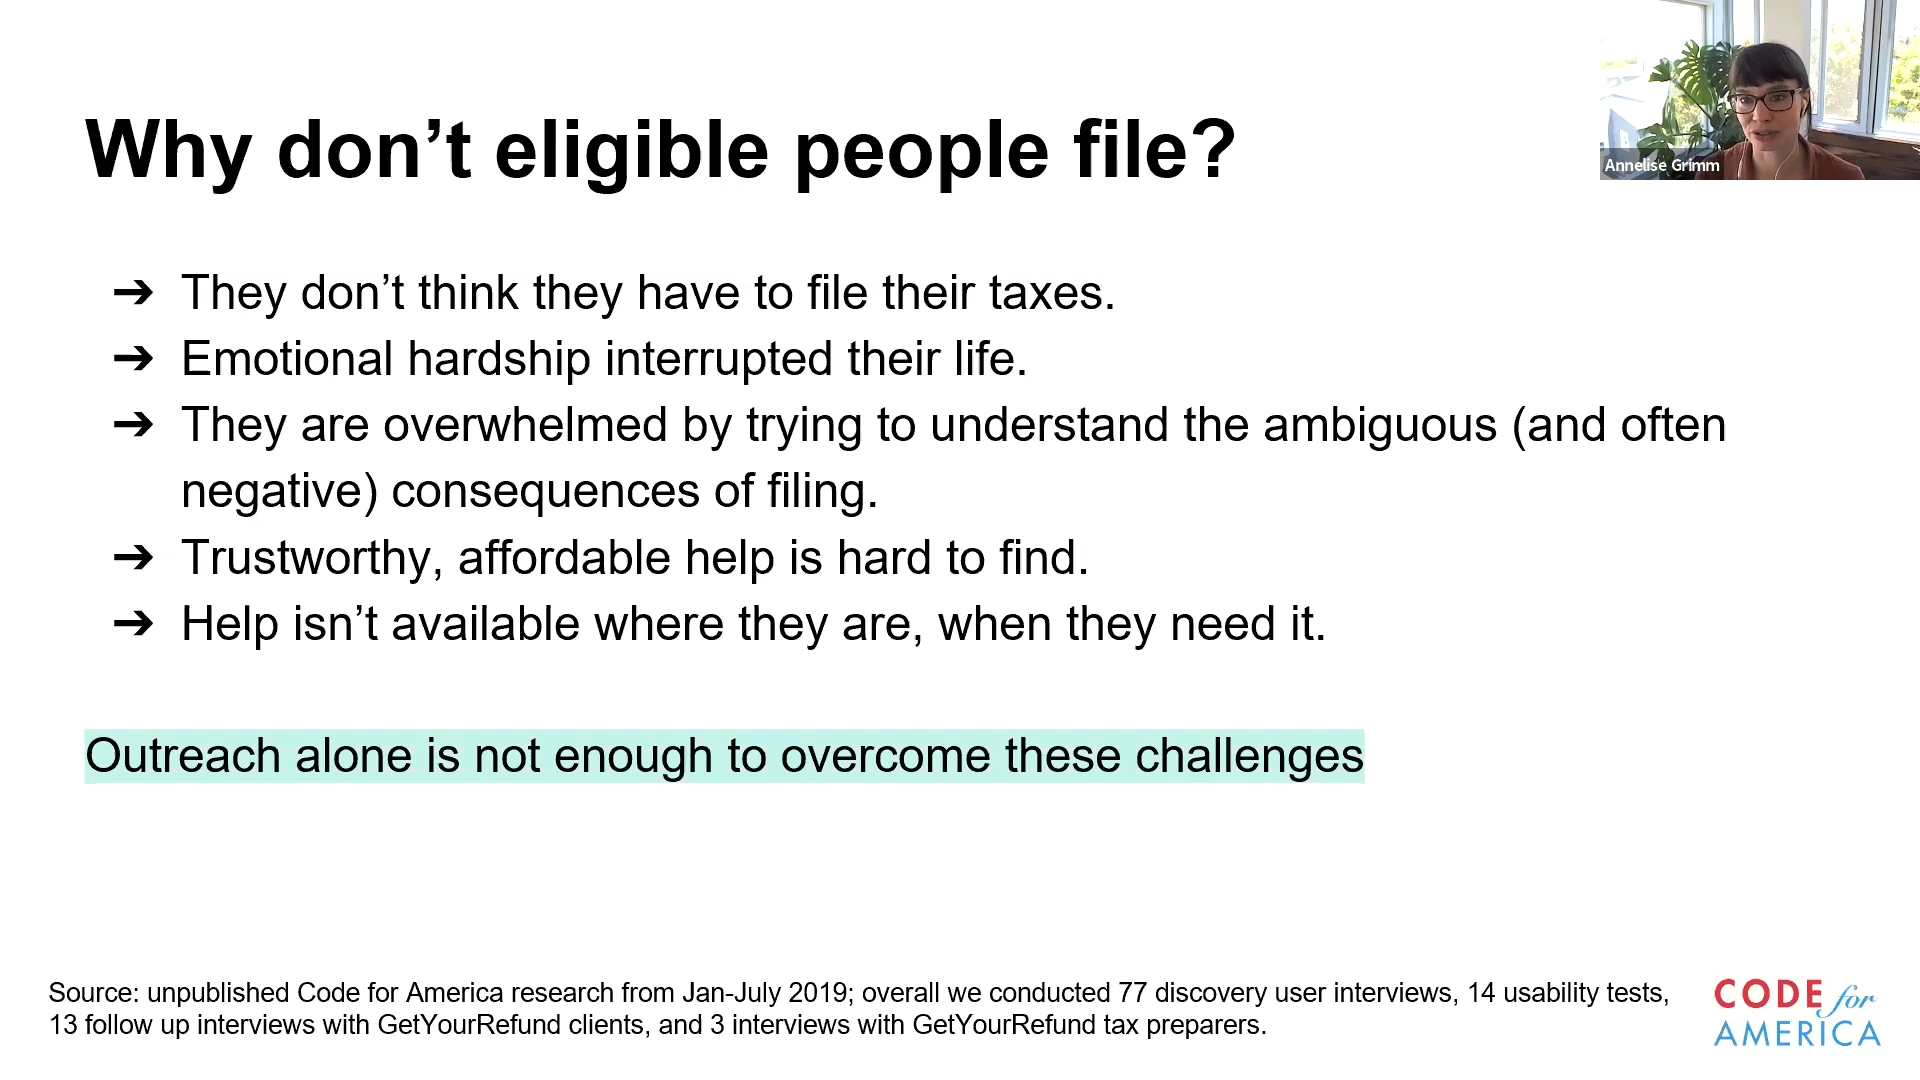 Why don’t eligible people file?
Annelise Grimm
➔ They don’t think they have to file their taxes.
➔ Emotional hardship interrupted their life.
➔ They are overwhelmed by trying to understand the ambiguous (and often
negative) consequences of filing.
➔ Trustworthy, affordable help is hard to find.
➔ Help isn’t available where they are, when they need it.
Outreach alone is not enough to overcome these challenges
Source: unpublished Code for America research from Jan-July 2019; overall we conducted 77 discovery user interviews, 14 usability tests,
13 follow up interviews with GetYourRefund clients, and 3 interviews with GetYourRefund tax preparers.
CODE for
AMERICA